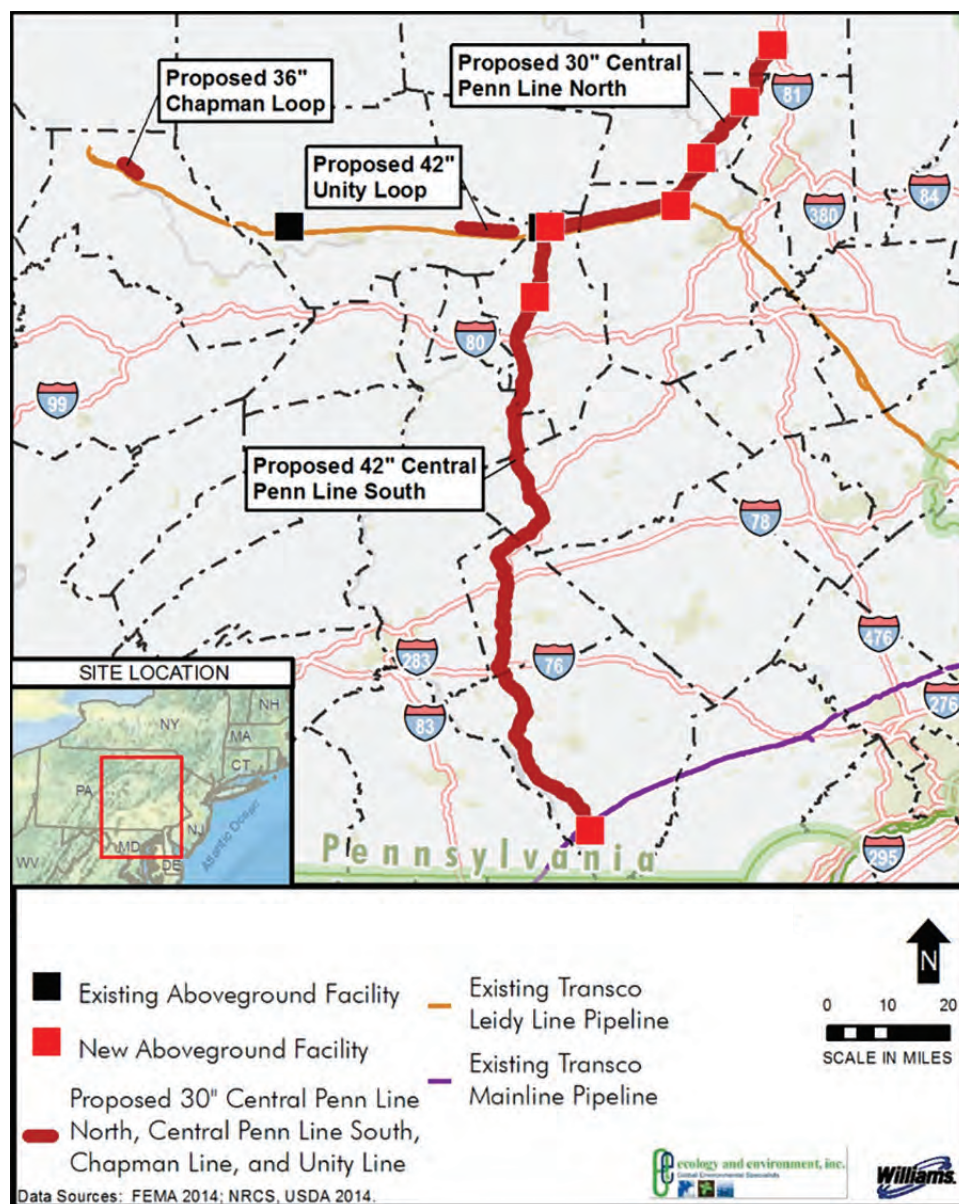 Proposed 36"
Chapman Loop
Proposed 30" Central
Penn Line North
81
Proposed 42"
Unity Loop
84
380
80
99
Proposed 42" Central
Penn Line South
78
476
283
76
276
83
295
Pennsylvania
SITE LOCATION
NY
NH
MA
CT
PA
NJ
MD
DE
WV
Atlantic Ocean
Existing Aboveground Facility
New Aboveground Facility
Proposed 30" Central Penn Line
North, Central Penn Line South,
Chapman Line, and Unity Line
Existing Transco
Leidy Line Pipeline
Existing Transco
Mainline Pipeline
N
0 10 20
SCALE IN MILES
ecology and environment, inc.
Global Environmental Specialists
Williams
Data Sources: FEMA 2014; NRCS, USDA 2014.